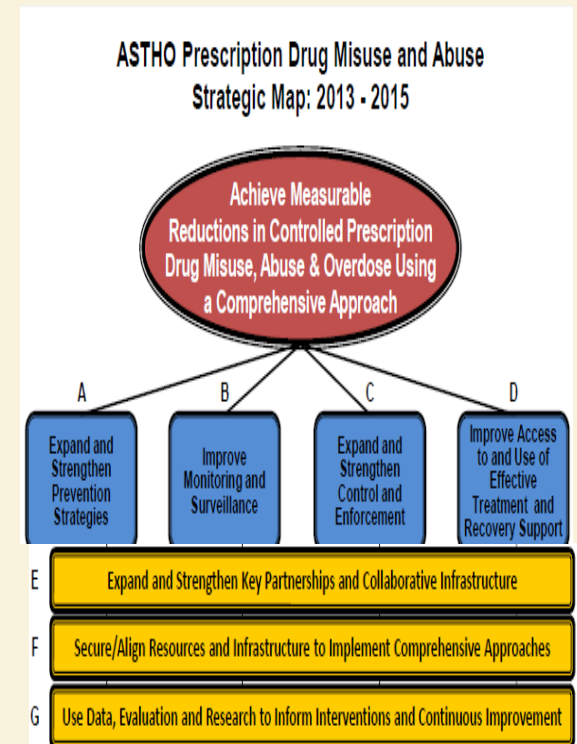 ASTHO Prescription Drug Misuse and Abuse
Strategic Map: 2013 - 2015
Achieve Measurable
Reductions in Controlled Prescription
Drug Misuse, Abuse & Overdose Using
a Comprehensive Approach
A
B
C
D
Expand and
Strengthen
Prevention
Strategies
Improve
Monitoring and
Surveillance
Expand and
Strengthen
Control and
Enforcement
Improve Access
to and Use of
Effective
Treatment and
Recovery Support
E
Expand and Strengthen Key Partnerships and Collaborative Infrastructure
F
Secure/Align Resources and Infrastructure to Implement Comprehensive Approaches
G
Use Data, Evaluation and Research to Inform Interventions and Continuous Improvement